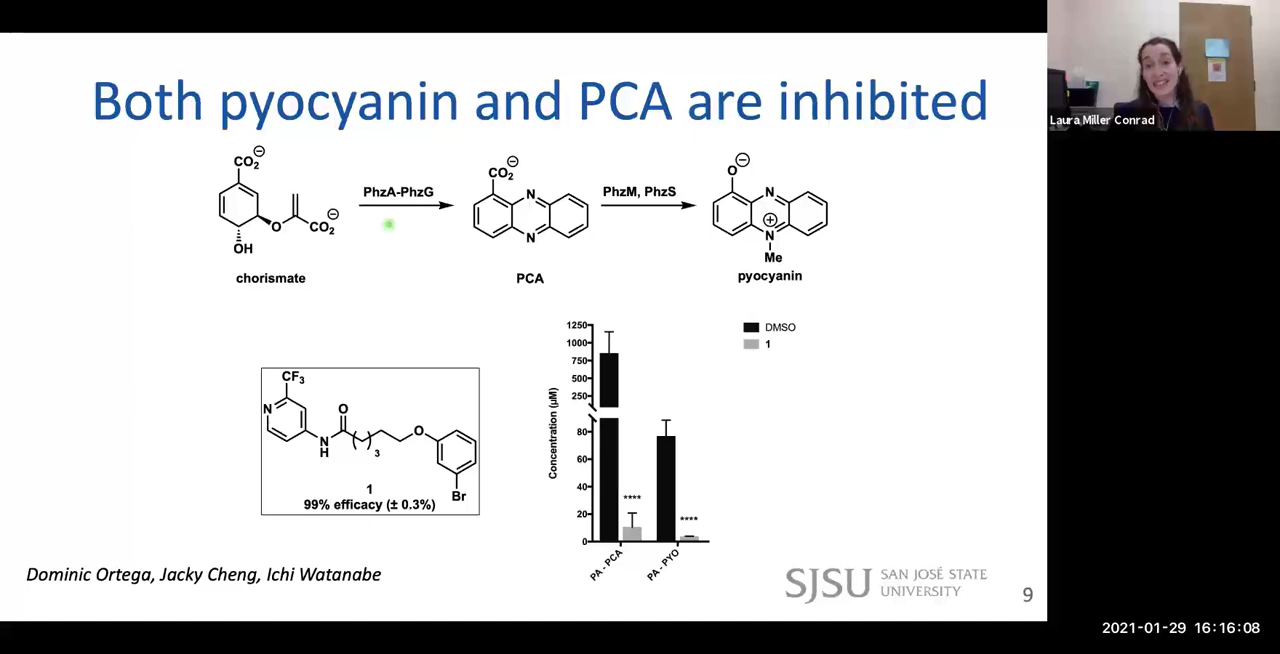 Both pyocyanin and PCA are inhibited
Laura Miller Conrad
CO2 ⊖
PhzA-PhzG
O
CO2 ⊖
OH
chorismate
CO2 ⊖
N
N
PCA
PhzM, PhzS
O ⊖
N
+
N
Me
pyocyanin
CF3
N
O
N
H
3
O
Br
1
99% efficacy (± 0.3%)
Concentration (µM)
1250
1000
750
500
250
80
60
40
20
0
****
****
PA - PCA
PA - PYO
DMSO
1
Dominic Ortega, Jacky Cheng, Ichi Watanabe
SJSU SAN JOSÉ STATE
UNIVERSITY
9
2021-01-29 16:16:08